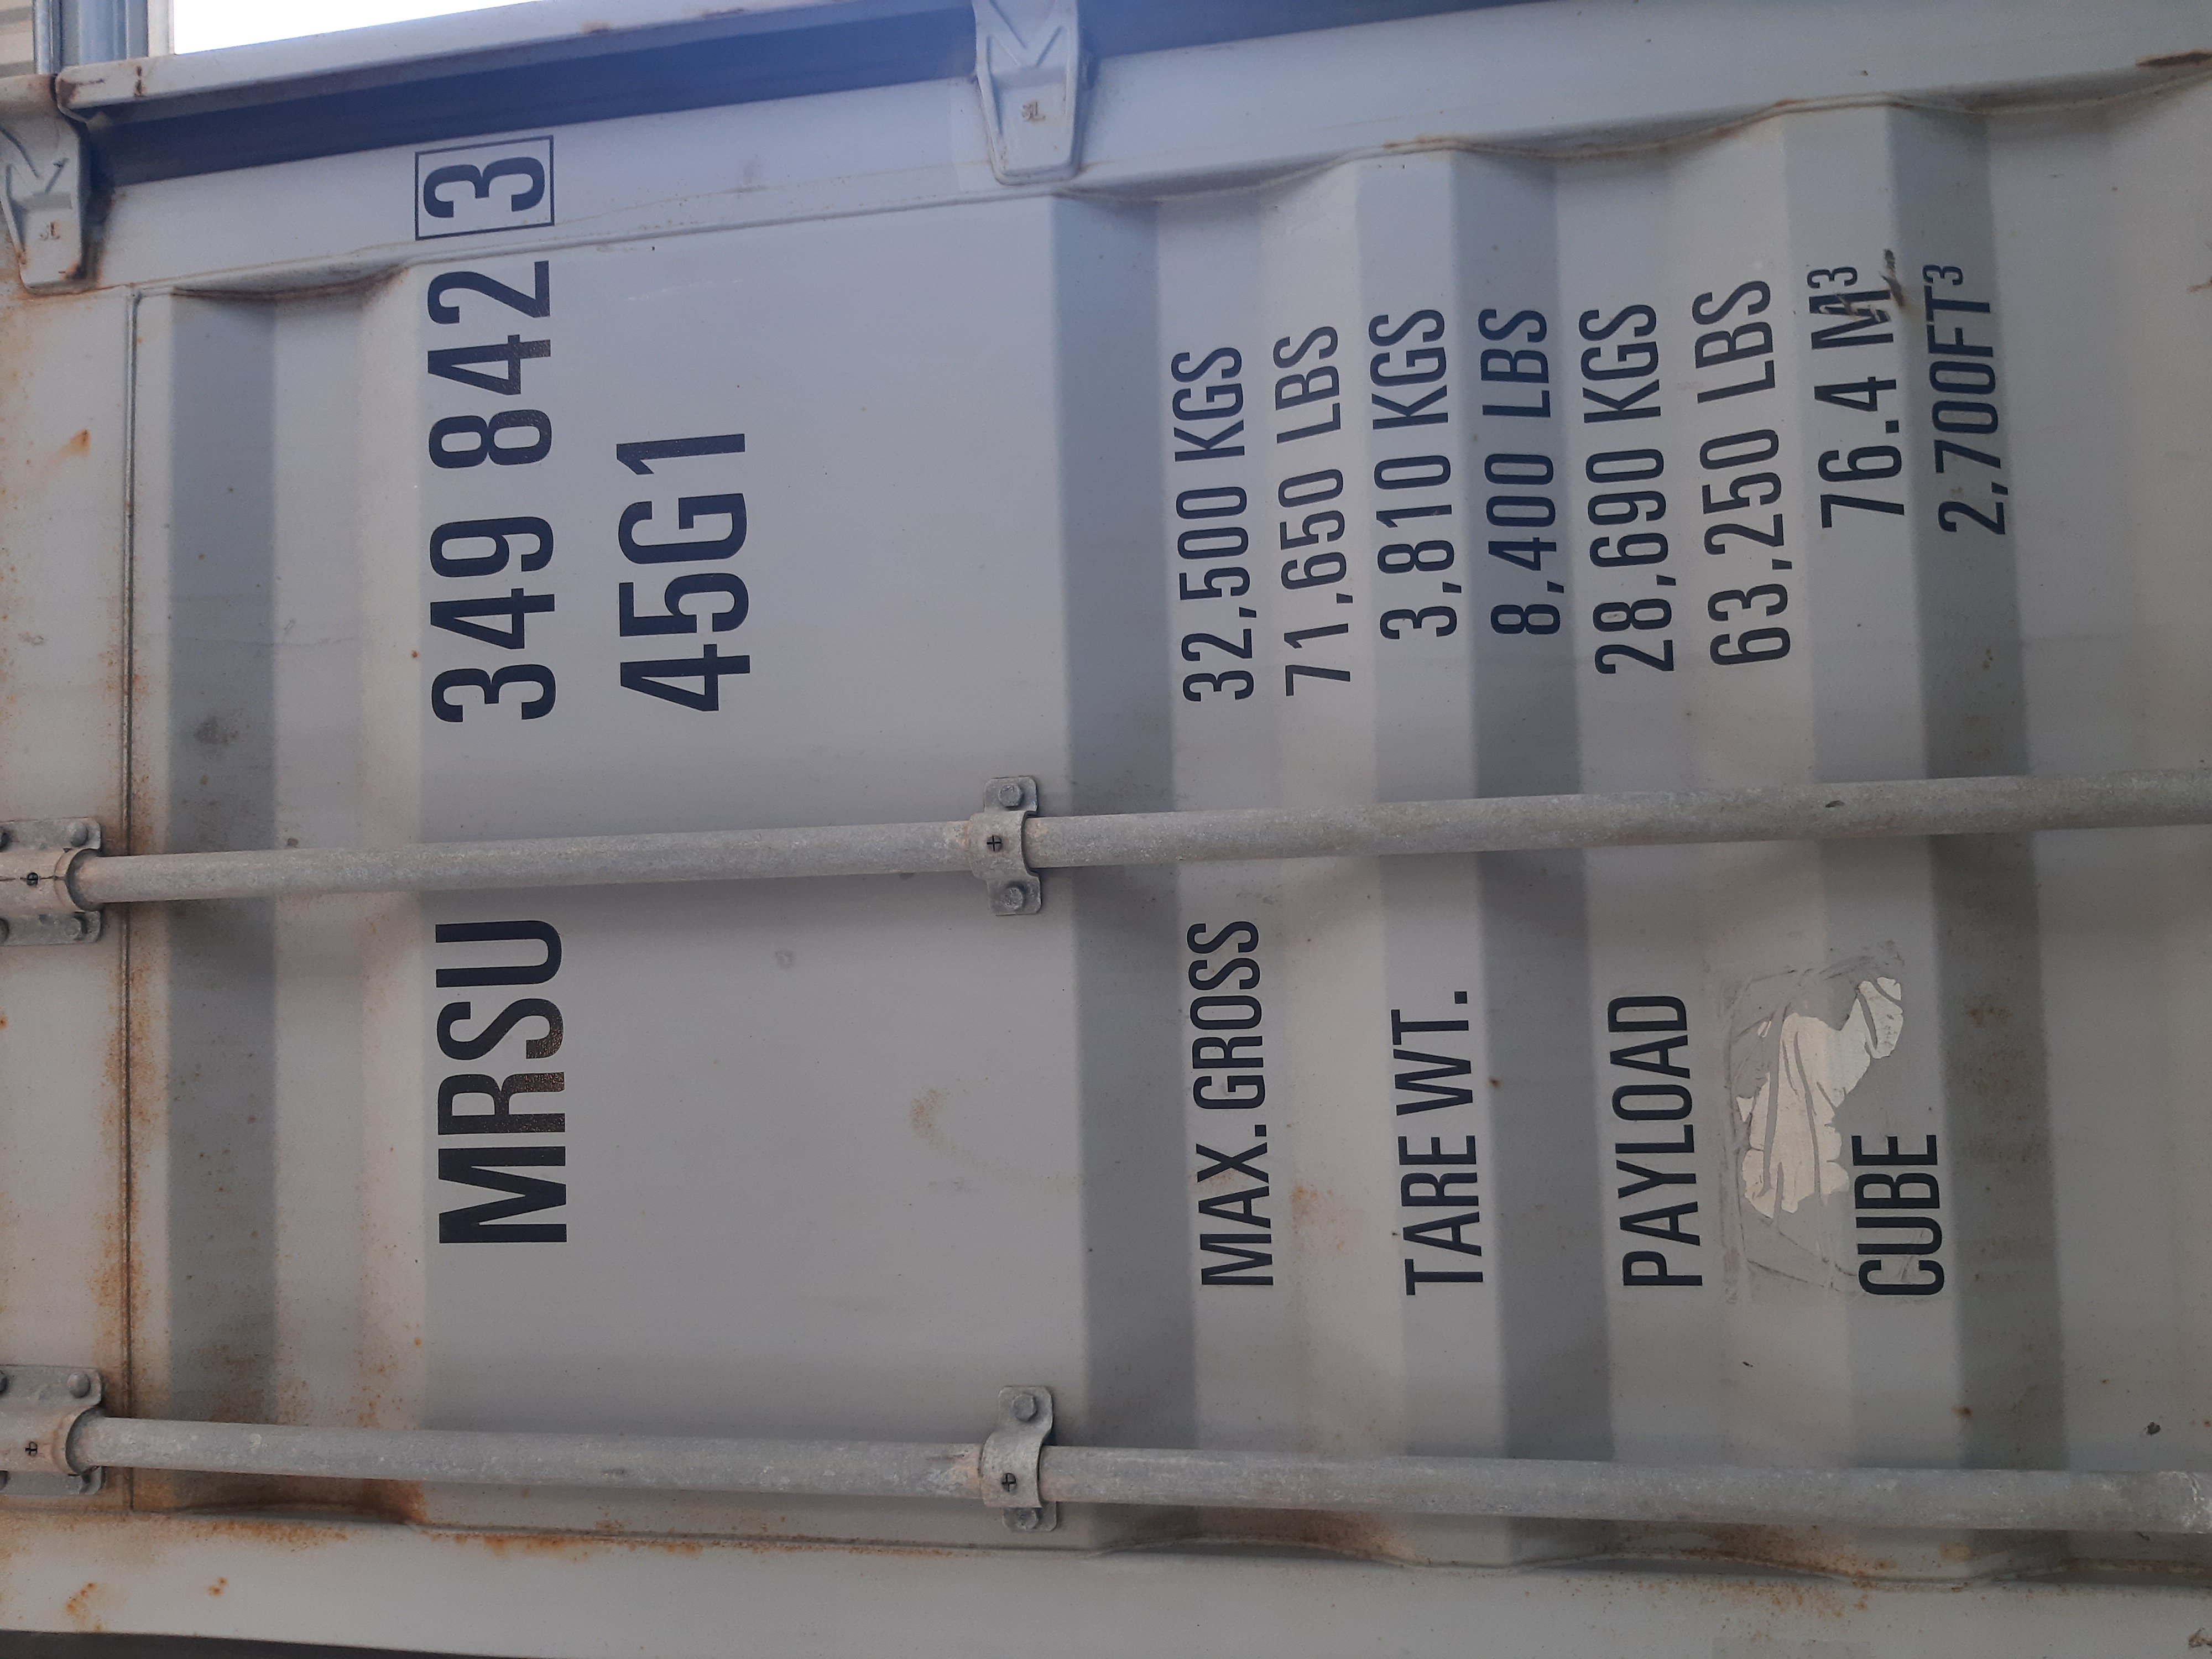 MRSU 349 842 3
45G1
MAX. GROSS 32,500 KGS
71,650 LBS
TARE WT. 3,810 KGS
8,400 LBS
PAYLOAD 28,690 KGS
63,250 LBS
CUBE 76.4 M³
2,700FT³